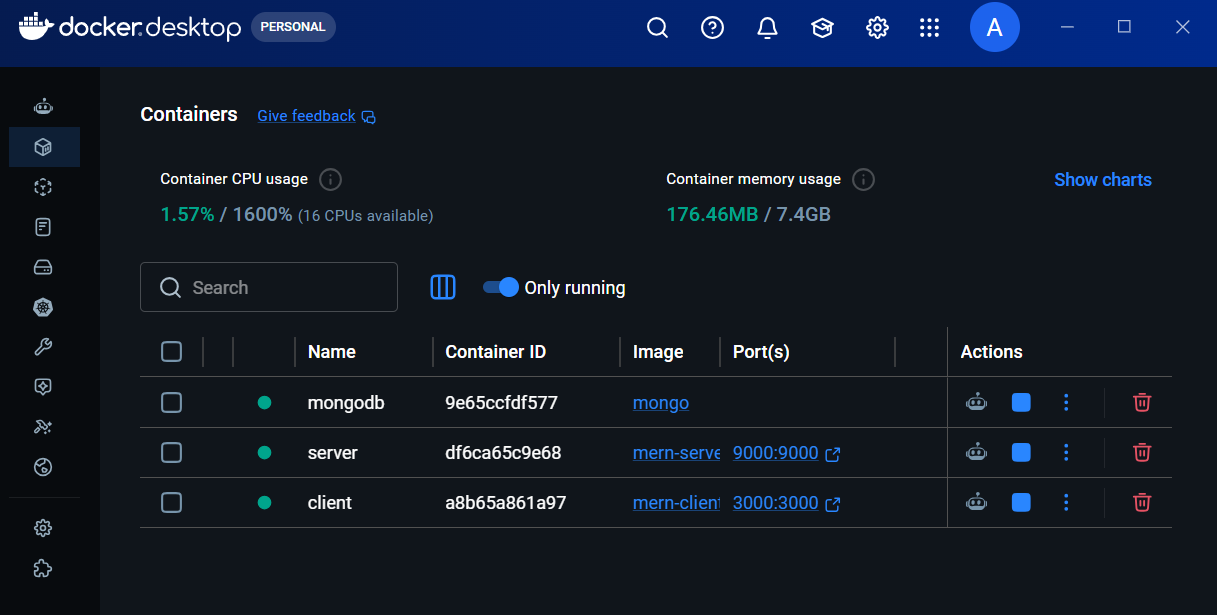 docker.desktop PERSONAL A
Containers Give feedback
Container CPU usage Container memory usage Show charts
1.57% / 1600% (16 CPUs available) 176.46MB / 7.4GB
Search Only running
Name Container ID Image Port(s) Actions
mongodb 9e65ccfdf577 mongo
server df6ca65c9e68 mern-serve 9000:9000
client a8b65a861a97 mern-client 3000:3000